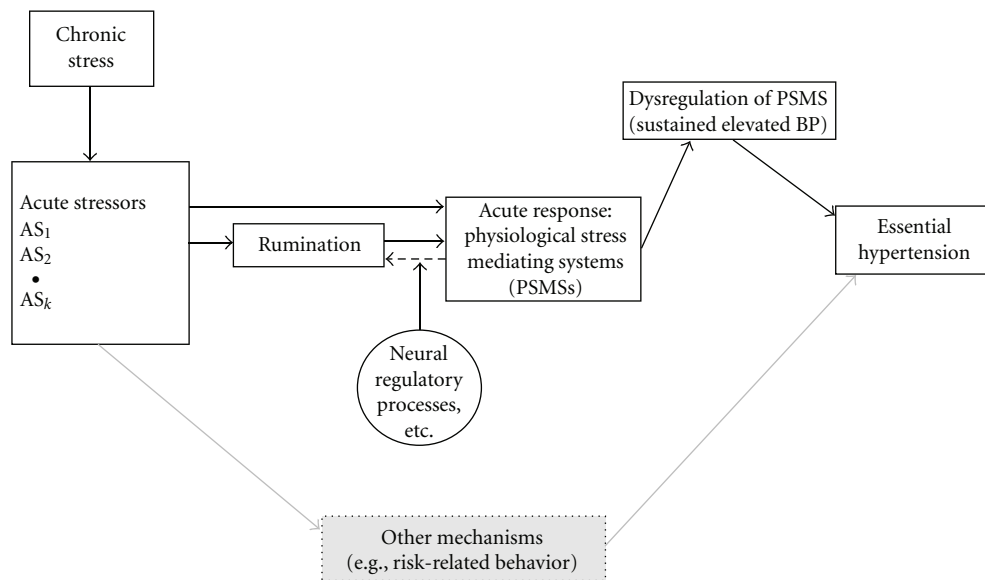 Chronic
stress
Acute stressors
AS₁
AS₂
•
ASₖ
Rumination
Acute response:
physiological stress
mediating systems
(PSMSs)
Neural
regulatory
processes,
etc.
Dysregulation of PSMS
(sustained elevated BP)
Essential
hypertension
Other mechanisms
(e.g., risk-related behavior)